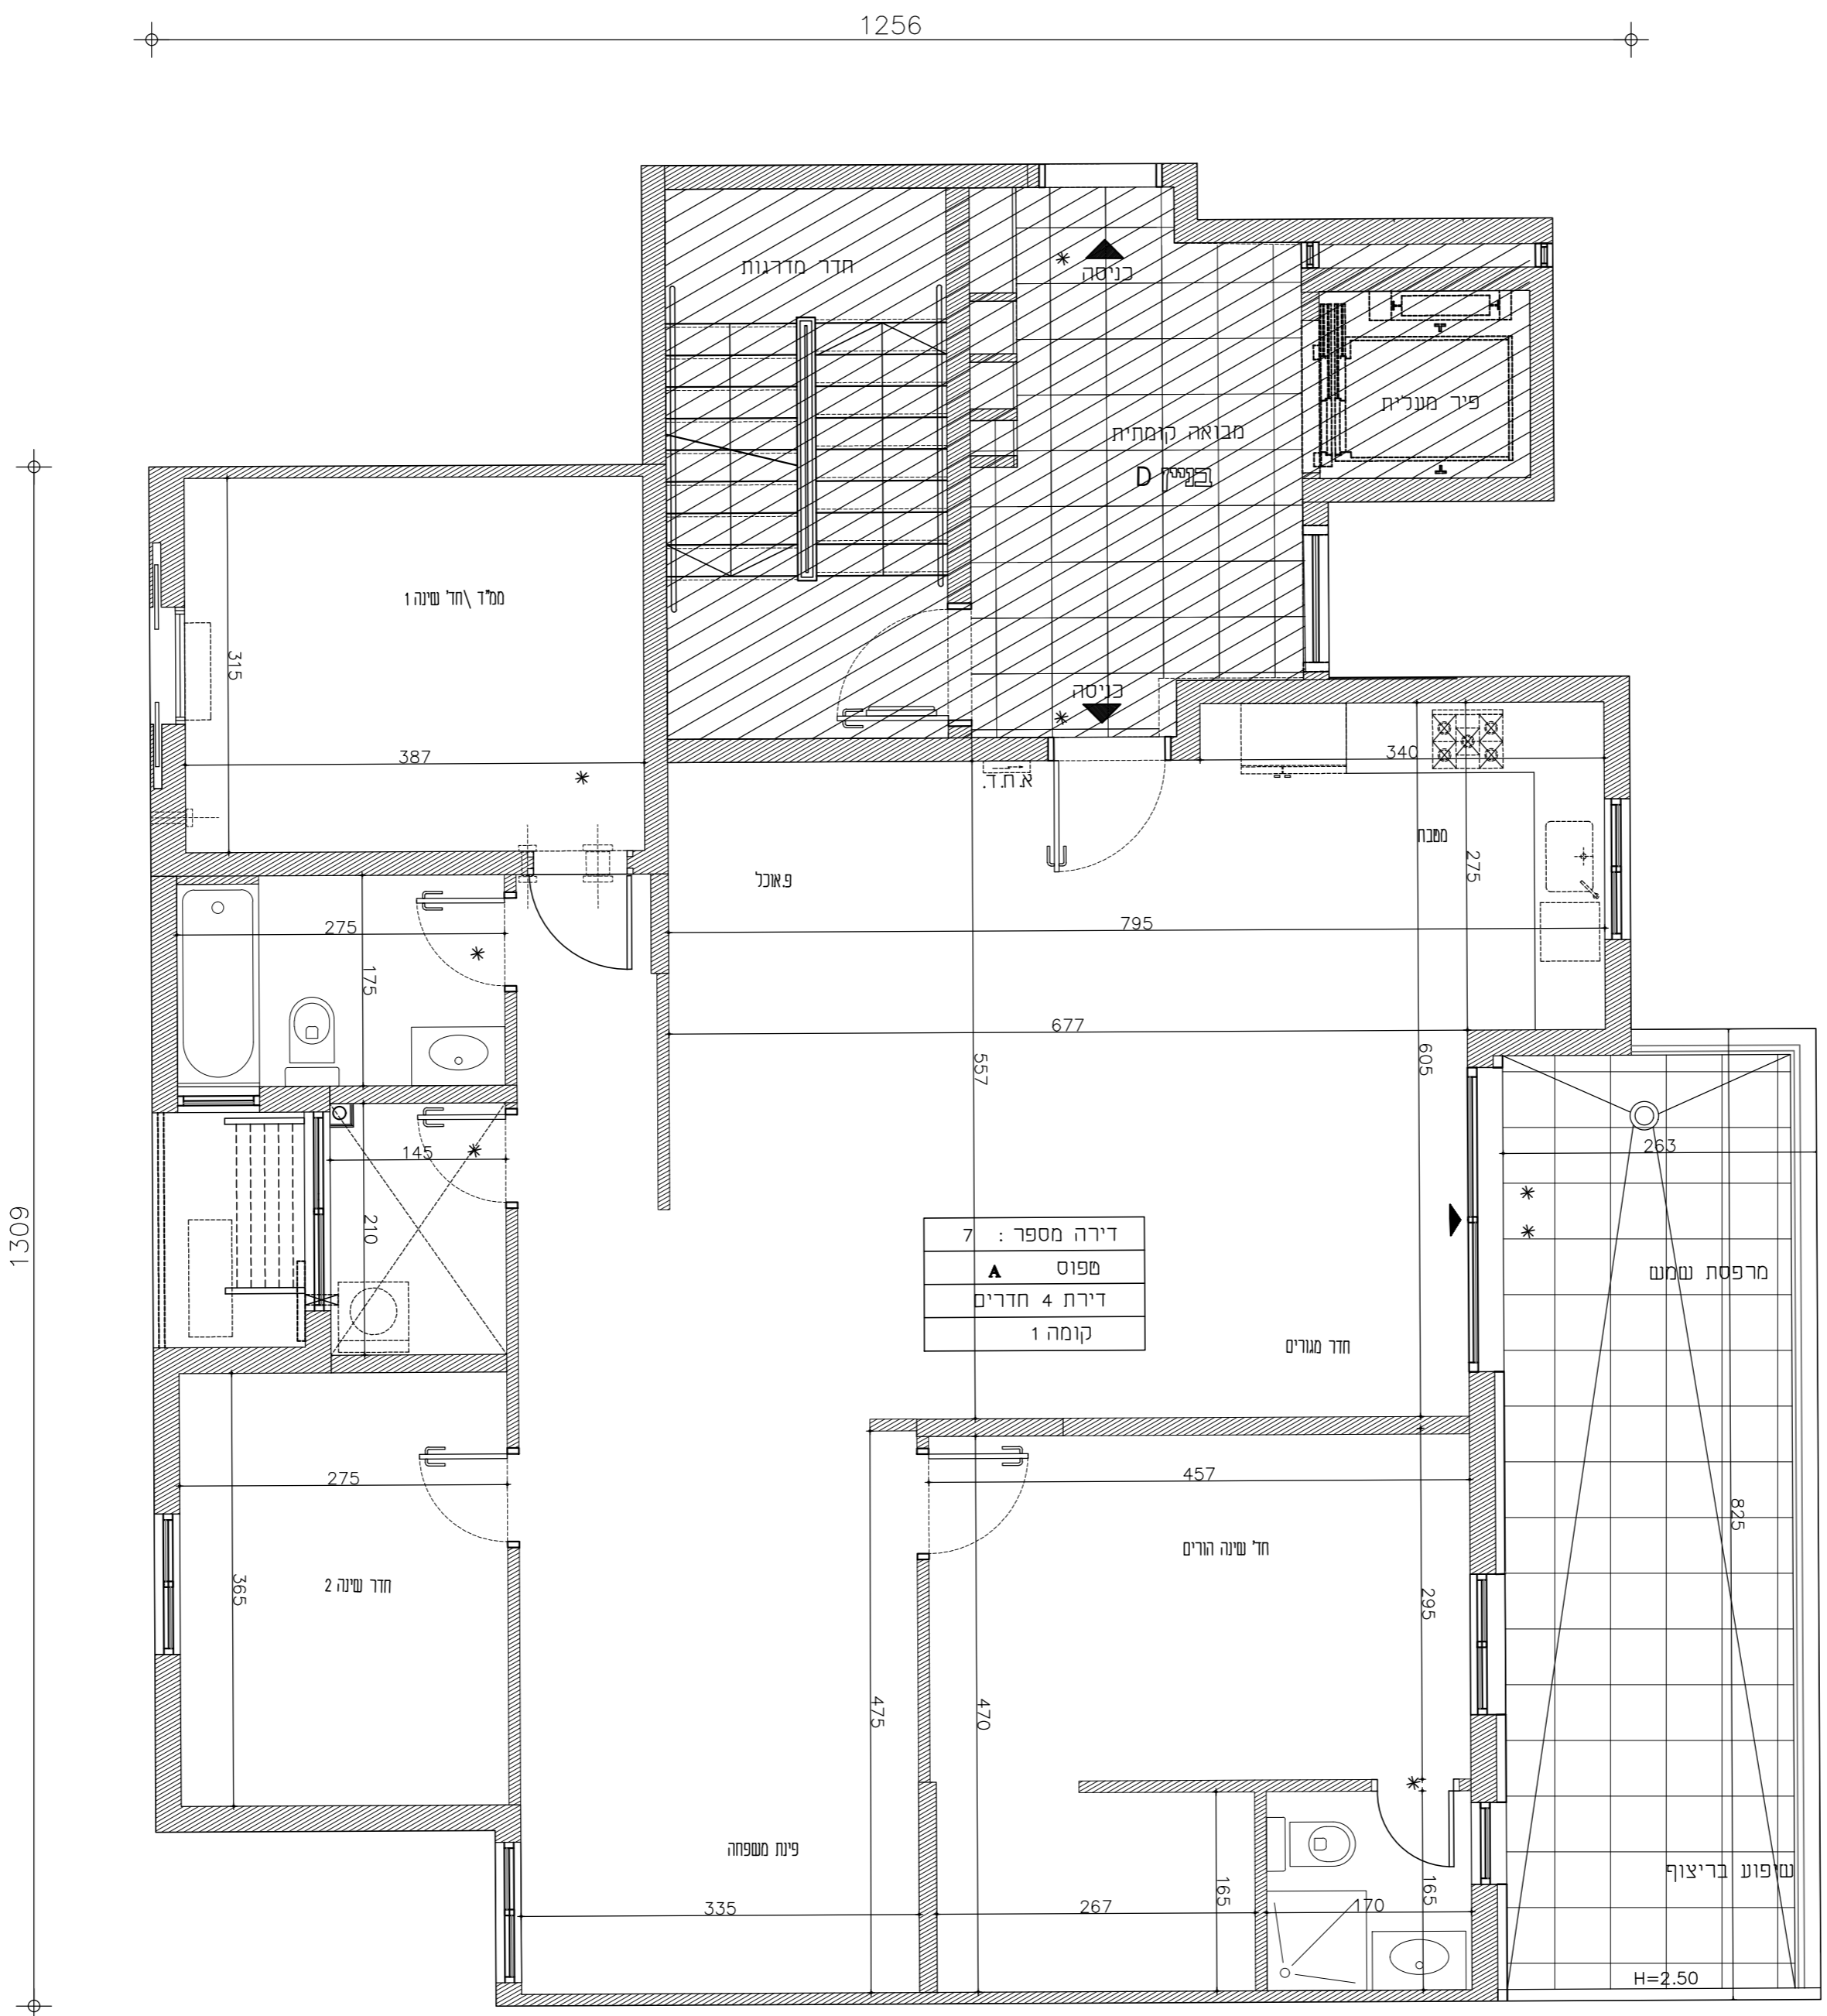 1256
חדר מדרגות
כניסה
פיר מעלית
מבואה קומתית
בניין D
ממ"ד \חד' שינה 1
315
כניסה
387
340
א.ח.ד.
מטבח
275
פ.אוכל
795
275
175
677
557
605
263
145
210
1309
דירה מספר : 7
טפוס A
דירת 4 חדרים
קומה 1
מרפסת שמש
חדר מגורים
275
457
825
חד' שינה הורים
חדר שינה 2
365
295
475
470
פינת משפחה
שיפוע בריצוף
165
165
335
267
170
H=2.50